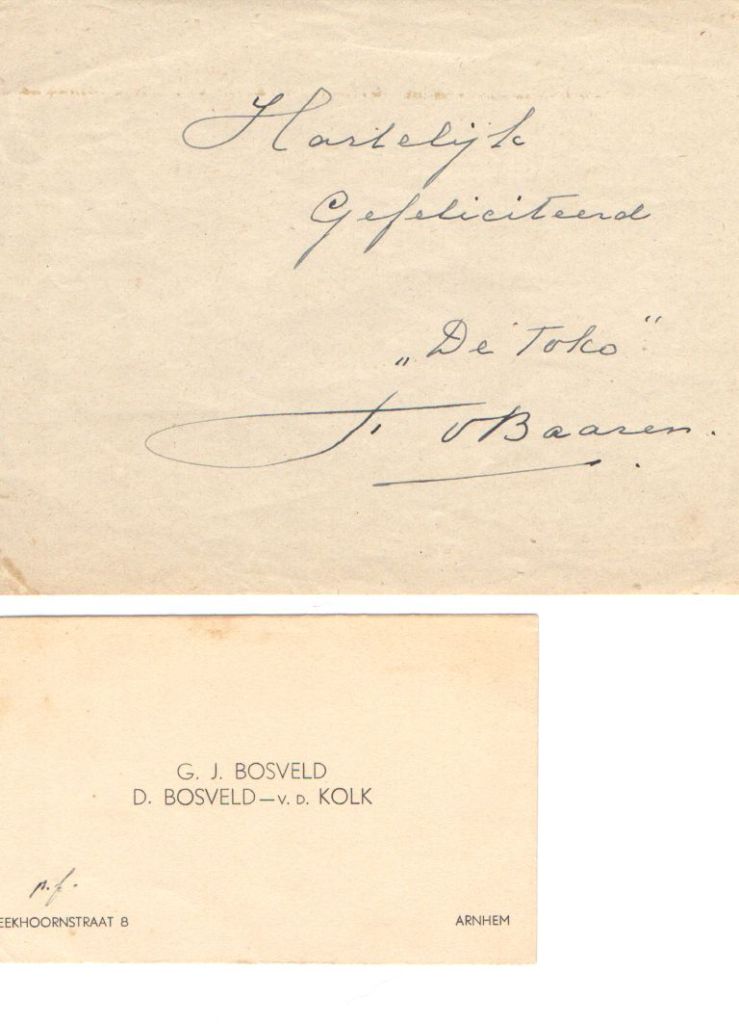 Hartelijk
Gefeliciteerd
„De Toko"
F. v Baaren.
G. J. BOSVELD
D. BOSVELD—V. D. KOLK
p.f.
EEKHOORNSTRAAT 8
ARNHEM